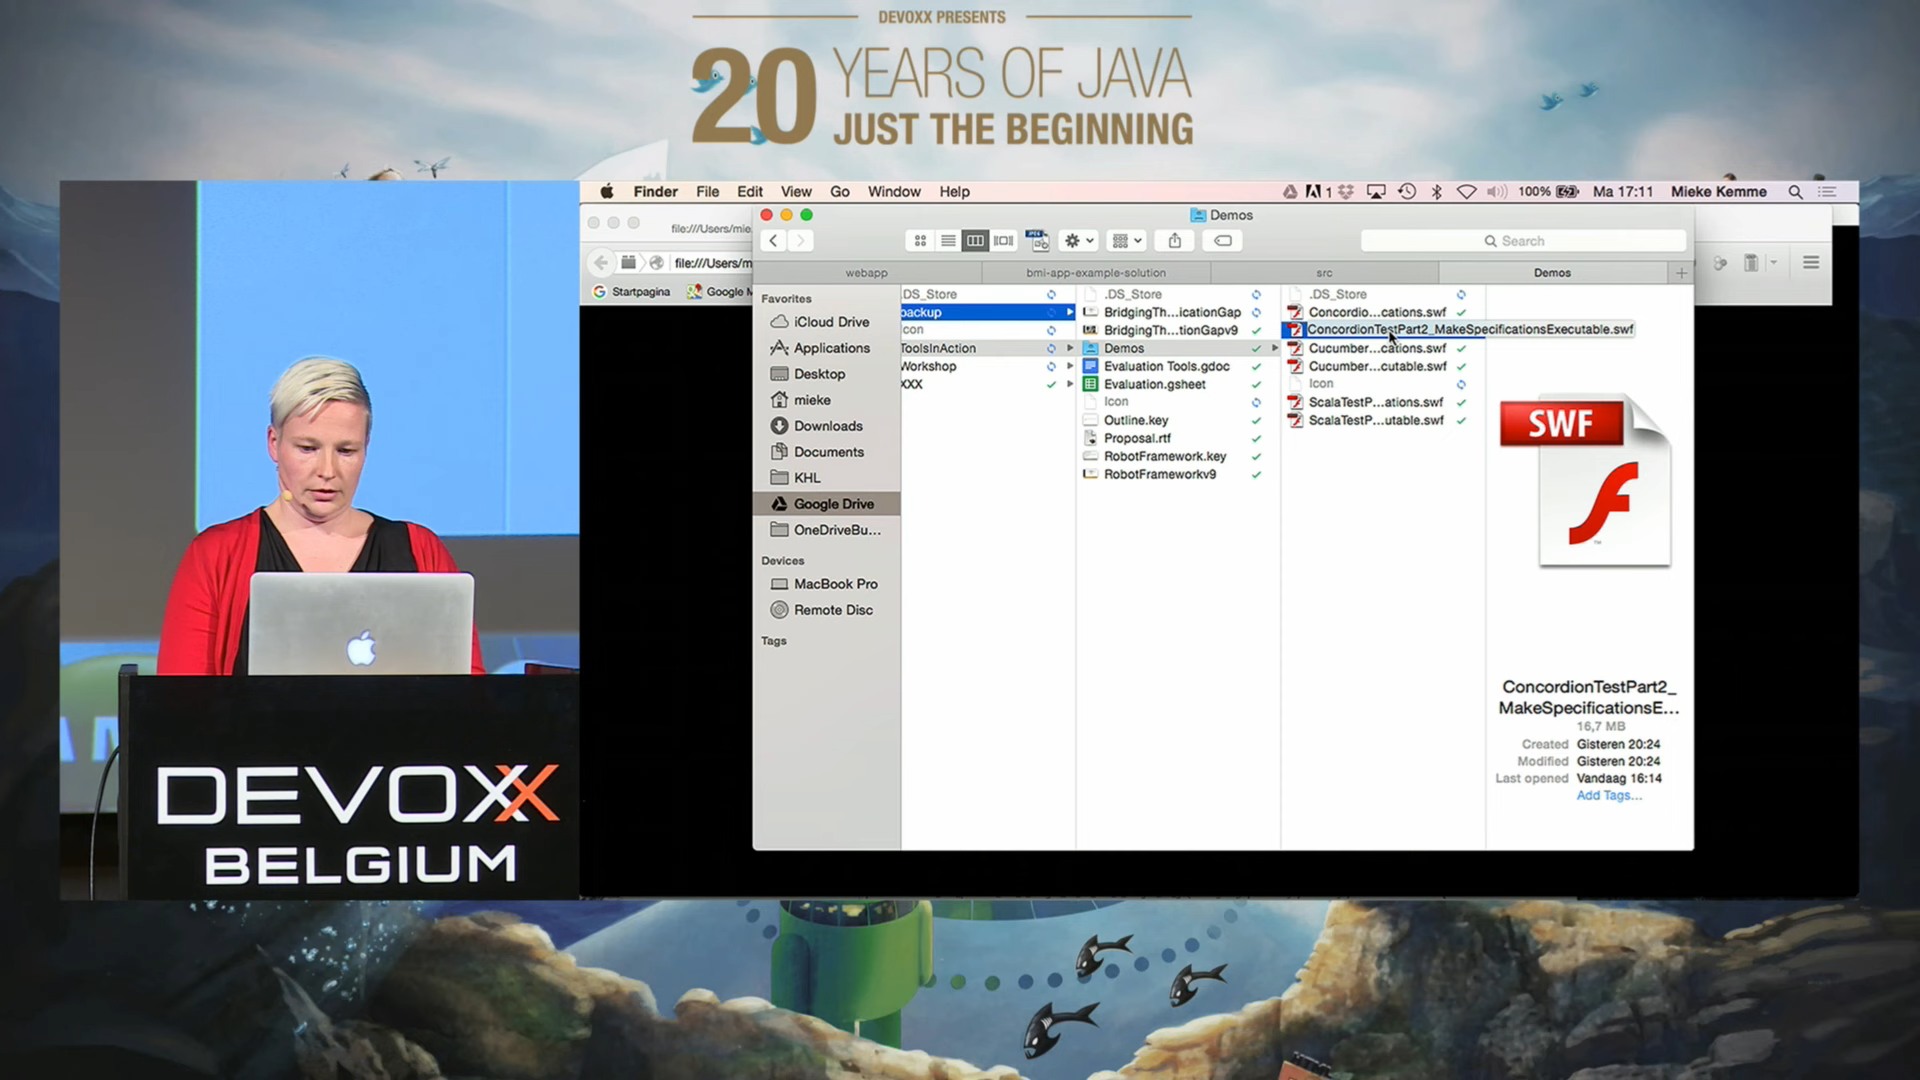 DEVOXX PRESENTS
20 YEARS OF JAVA
JUST THE BEGINNING
Finder File Edit View Go Window Help
1 100% Ma 17:11 Mieke Kemme
file:///Users/mie
Demos
file:///Users/m
Search
Startpagina Google M
webapp bmi-app-example-solution src Demos
Favorites
iCloud Drive
Applications
Desktop
mieke
Downloads
Documents
KHL
Google Drive
OneDriveBu...
Devices
MacBook Pro
Remote Disc
Tags
.DS_Store
backup
Icon
ToolsInAction
Workshop
XXX
.DS_Store
BridgingTh...icationGap
BridgingTh...tionGapv9
Demos
Evaluation Tools.gdoc
Evaluation.gsheet
Icon
Outline.key
Proposal.rtf
RobotFramework.key
RobotFrameworkv9
.DS_Store
Concordio...cations.swf
ConcordionTestPart2_MakeSpecificationsExecutable.swf
Cucumber...cations.swf
Cucumber...cutable.swf
Icon
ScalaTestP...ations.swf
ScalaTestP...utable.swf
SWF
ConcordionTestPart2_
MakeSpecificationsE...
16,7 MB
Created Gisteren 20:24
Modified Gisteren 20:24
Last opened Vandaag 16:14
Add Tags...
DEVOXX
BELGIUM